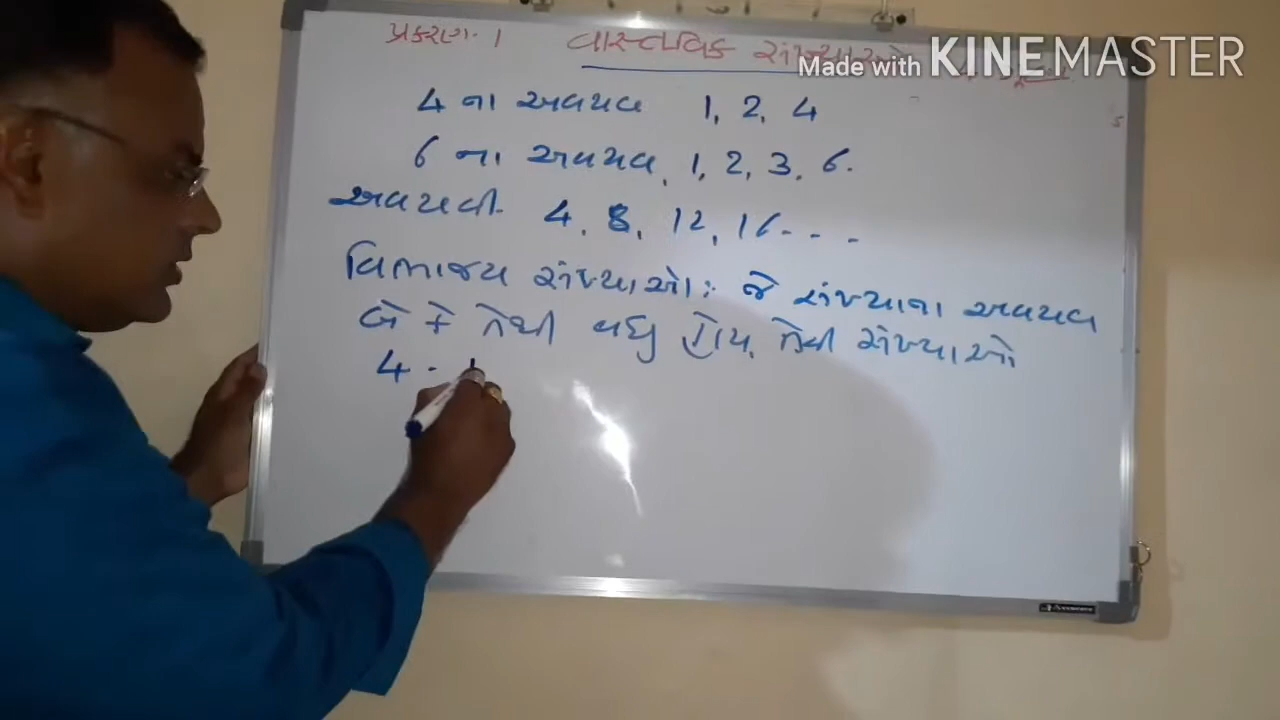 પ્રકરણ. 1 વાસ્તવિક સંખ્યાઓ
Made with KINEMASTER
4 ના અવયવ 1, 2, 4
6 ના અવયવ, 1, 2, 3, 6.
અવયવી. 4, 8, 12, 16- - -
વિભાજ્ય સંખ્યાઓ: જે સંખ્યાના અવયવ
બે કે તેથી વધુ હોય, તેવી સંખ્યાઓ
4 -